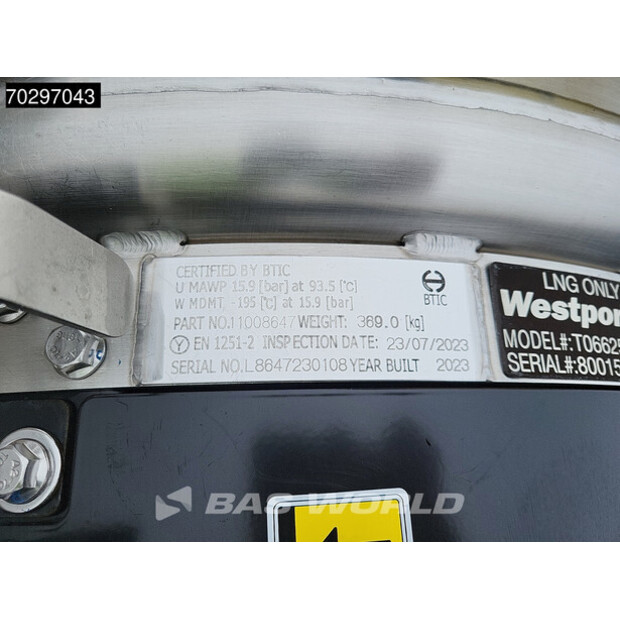 70297043
CERTIFIED BY BTIC
U MAWP 15.9 [bar] at 93.5 [°C]
W MDMT -195 [°C] at 15.9 [bar]
BTIC
PART NO.11008647 WEIGHT: 369.0 [kg]
Y EN 1251-2 INSPECTION DATE: 23/07/2023
SERIAL NO.L8647230108 YEAR BUILT 2023
LNG ONLY
Westpor
MODEL#:T0662
SERIAL#:80015
BAS WORLD